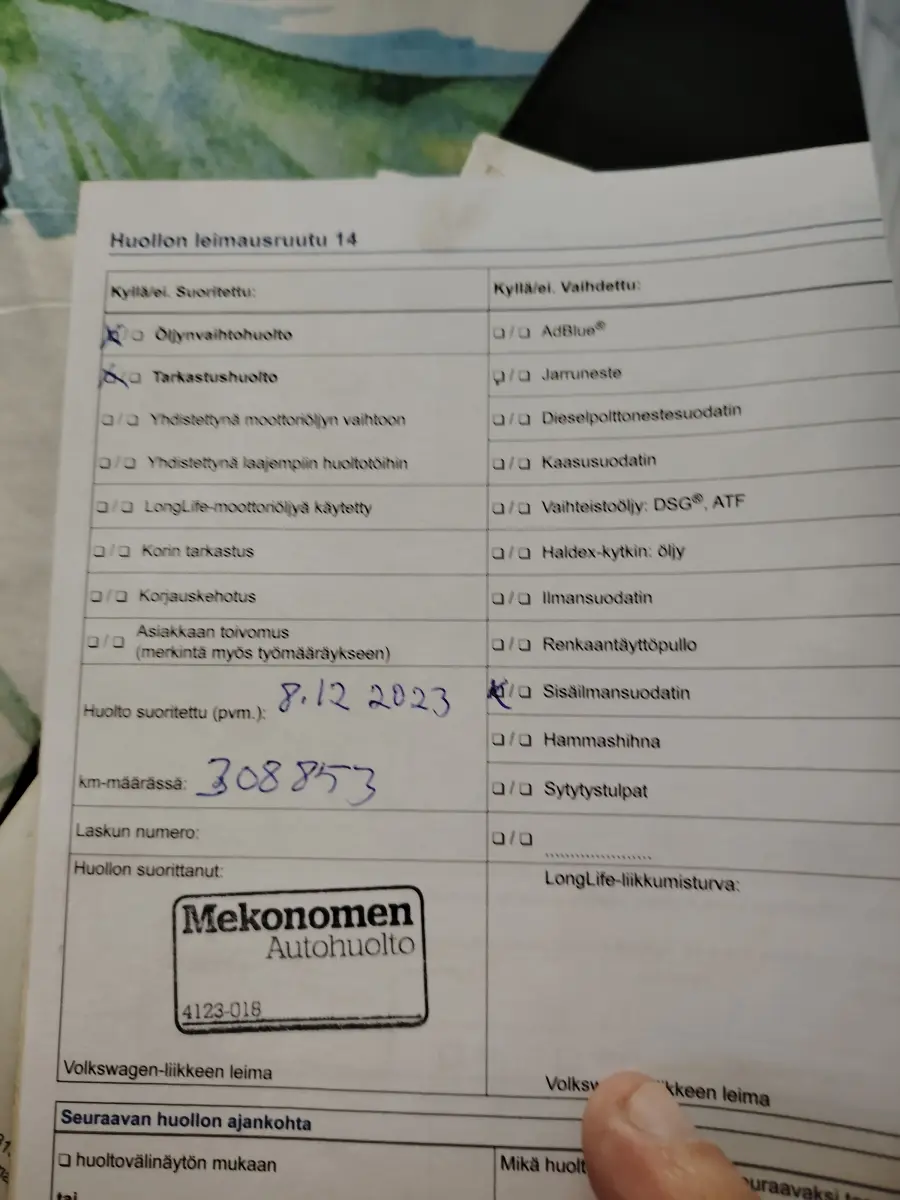 Huollon leimausruutu 14
Kyllä/ei. Suoritettu:
Kyllä/ei. Vaihdettu:
Öljynvaihtohuolto
AdBlue®
Tarkastushuolto
Jarruneste
Yhdistettynä moottoriöljyn vaihtoon
Dieselpolttonestesuodatin
Yhdistettynä laajempiin huoltotöihin
Kaasusuodatin
LongLife-moottoriöljyä käytetty
Vaihteistoöljy: DSG®, ATF
Korin tarkastus
Haldex-kytkin: öljy
Korjauskehotus
Ilmansuodatin
Asiakkaan toivomus
(merkintä myös työmääräykseen)
Renkaantäyttöpullo
Huolto suoritettu (pvm.): 8.12 2023
Sisäilmansuodatin
Hammashihna
km-määrässä: 308853
Sytytystulpat
Laskun numero:
Huollon suorittanut:
LongLife-liikkumisturva:
Mekonomen
Autohuolto
4123-018
Volkswagen-liikkeen leima
leima
Seuraavan huollon ajankohta
huoltovälinäytön mukaan
Mikä
tai